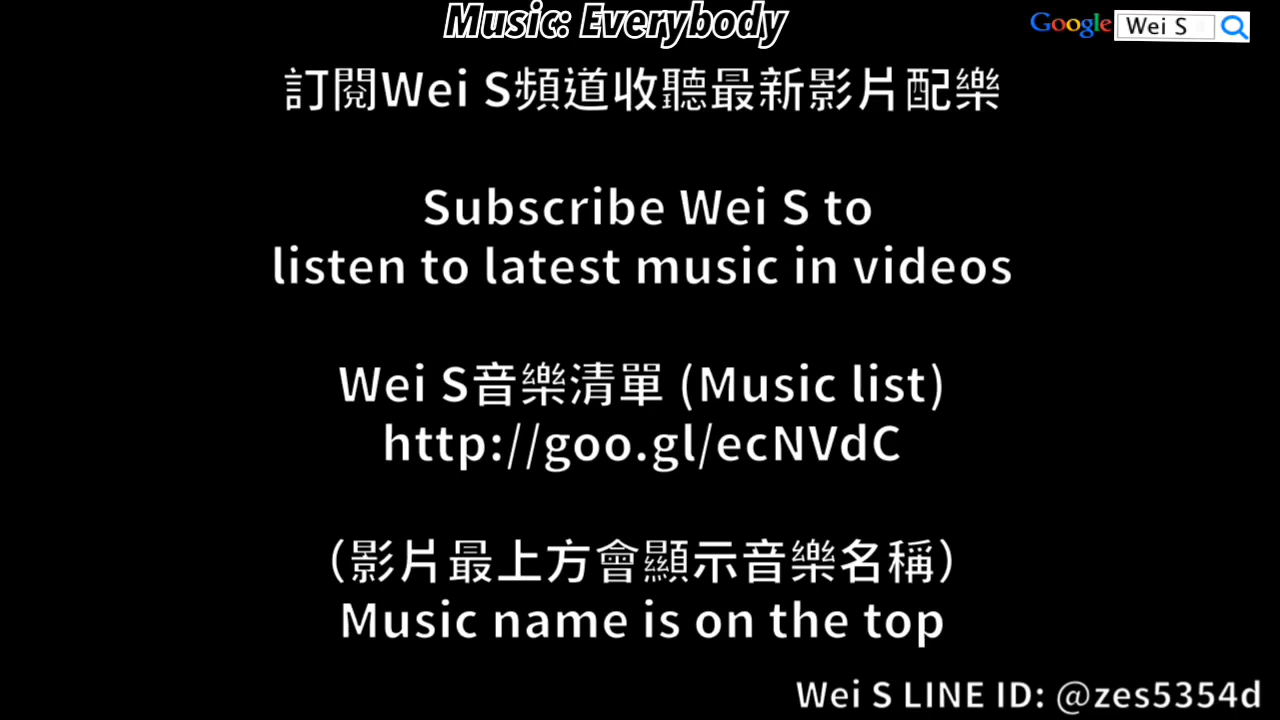 Music: Everybody
Google Wei S
訂閱Wei S頻道收聽最新影片配樂
Subscribe Wei S to
listen to latest music in videos
Wei S音樂清單 (Music list)
http://goo.gl/ecNVdC
（影片最上方會顯示音樂名稱）
Music name is on the top
Wei S LINE ID: @zes5354d